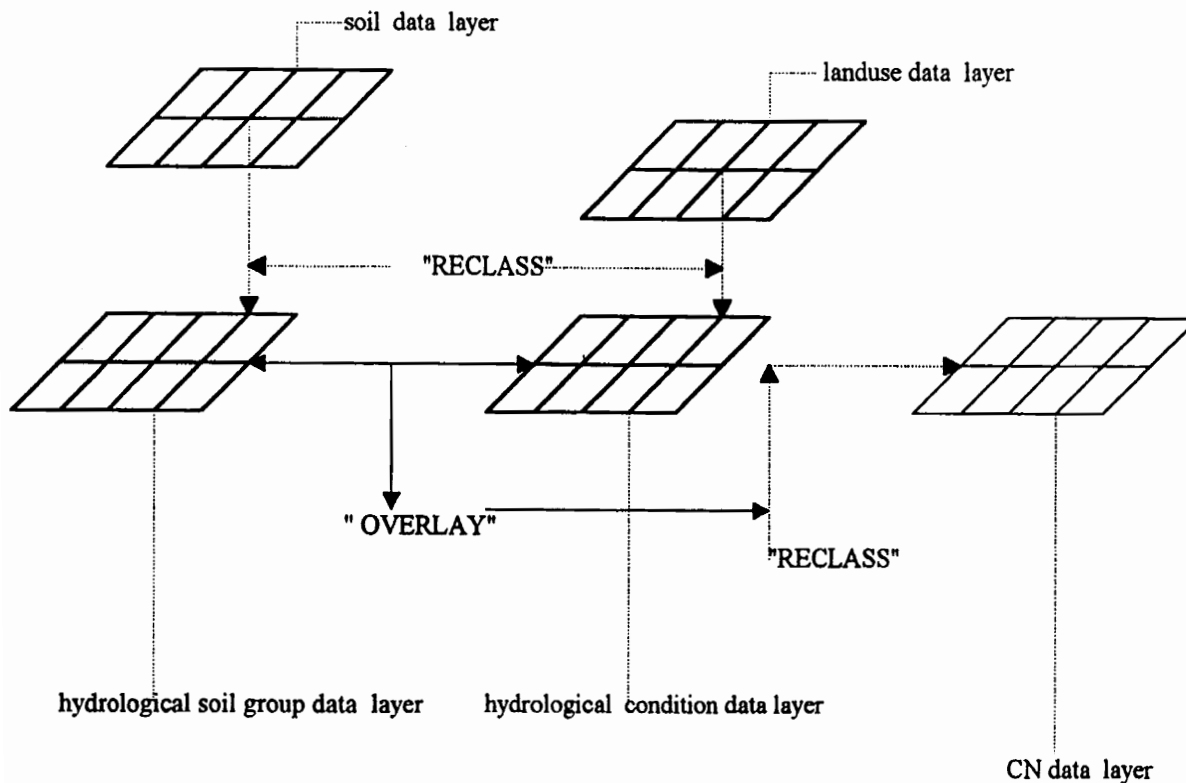 soil data layer
landuse data layer
"RECLASS"
" OVERLAY"
"RECLASS"
hydrological soil group data layer
hydrological condition data layer
CN data layer